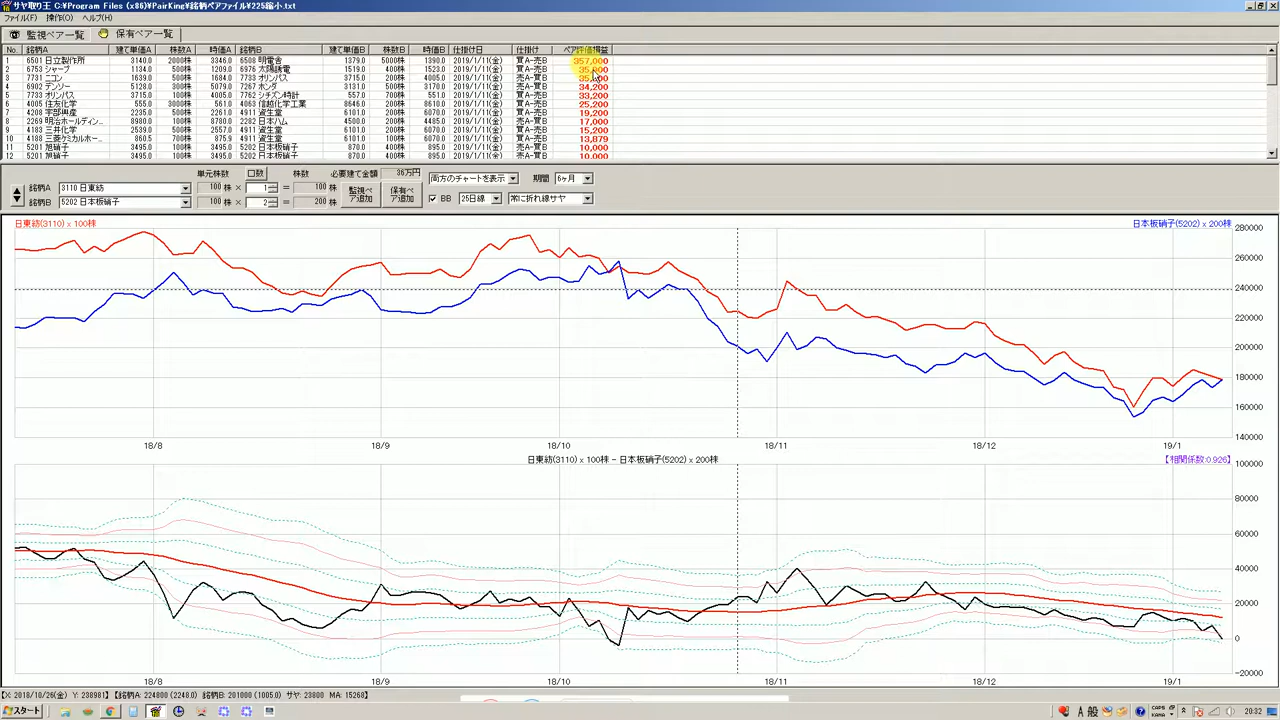 サヤ取り王 C:¥Program Files (x86)¥PairKing¥銘柄ペアファイル¥225縮小.txt
ファイル(F) 操作(O) ヘルプ(H)
監視ペア一覧 保有ペア一覧
No. 銘柄A 建て単価A 株数A 時価A 銘柄B 建て単価B 株数B 時価B 仕掛け日 仕掛け ペア評価損益
1 6501 日立製作所 3140.0 2000株 3346.0 6508 明電舎 1379.0 5000株 1390.0 2019/1/11(金) 買A-売B 357,000
2 6753 シャープ 1134.0 500株 1209.0 6976 太陽誘電 1519.0 400株 1523.0 2019/1/11(金) 買A-売B
3 7731 ニコン 1639.0 500株 1684.0 7733 オリンパス 3715.0 200株 4005.0 2019/1/11(金)
4 6902 デンソー 5128.0 300株 5079.0 7267 ホンダ 3131.0 500株 3170.0 2019/1/11(金) 34,200
5 7733 オリンパス 3715.0 100株 4005.0 7762 シチズン時計 557.0 700株 551.0 2019/1/11(金) 買A-売B 33,200
6 4005 住友化学 555.0 3000株 561.0 4063 信越化学工業 8646.0 200株 8480.0 2019/1/11(金) 買A-売B 25,200
7 4208 宇部興産 2235.0 500株 2261.0 4911 資生堂 6101.0 200株 6070.0 2019/1/11(金) 買A-売B 19,200
8 2269 明治ホールディン... 9190.0 200株 8880.0 2282 日本ハム 4500.0 500株 4410.0 2019/1/11(金) 17,000
9 4183 三井化学 2539.0 500株 2557.0 4911 資生堂 6101.0 200株 6070.0 2019/1/11(金) 買A-売B 15,200
10 4188 三菱ケミカルホー... 860.5 700株 875.9 4911 資生堂 6101.0 100株 6070.0 2019/1/11(金) 買A-売B 13,879
11 5201 旭硝子 3495.0 100株 3495.0 5202 日本板硝子 870.0 400株 895.0 2019/1/11(金) 売A-買B 10,000
12 5201 旭硝子 3495.0 100株 3495.0 5202 日本板硝子 870.0 400株 895.0 2019/1/11(金) 売A-買B 10,000
単元株数 口数 株数 必要建て金額 36万円 両方のチャートを表示 期間 6ヶ月
銘柄A 3110 日東紡 100 株 × 1 = 100 株 監視ペア追加 保有ペア追加
銘柄B 5202 日本板硝子 100 株 × 2 = 200 株 BB 25日線 常に折れ線サヤ
日東紡(3110) x 100株 日本板硝子(5202) x 200株
280000
260000
240000
220000
200000
180000
160000
140000
18/8 18/9 18/10 18/11 18/12 19/1
日東紡(3110) x 100株 - 日本板硝子(5202) x 200株 【相関係数:0.926】
100000
80000
60000
40000
20000
0
-20000
18/8 18/9 18/10 18/11 18/12 19/1
【X: 2018/10/26(金) Y: 238981】【銘柄A: 224800 (2248.0) 銘柄B: 201000 (1005.0) サヤ: 23800 MA: 15268】
スタート A 般 CAPS KANA 20:32